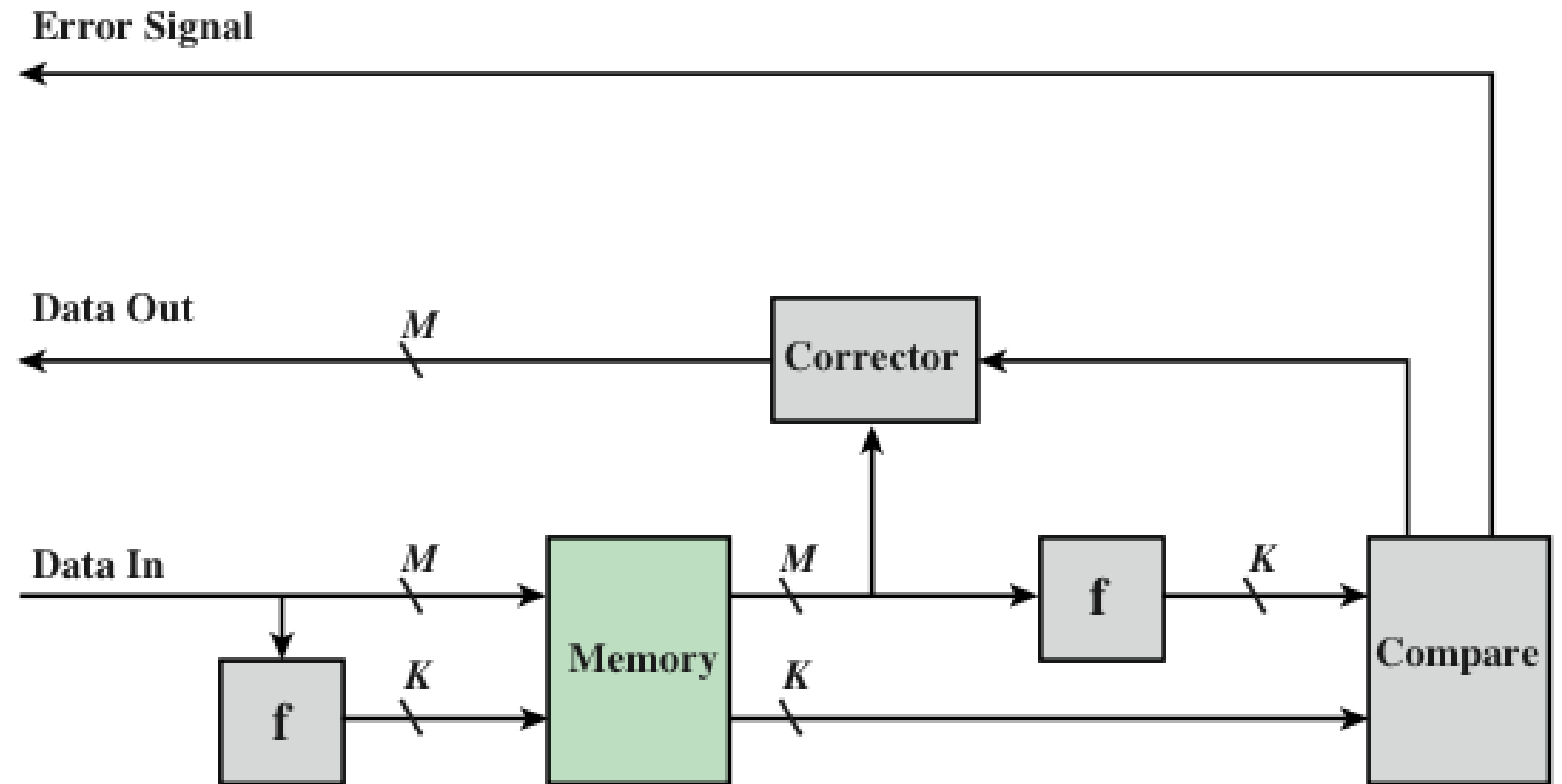 Error Signal
Data Out
M
Corrector
Data In
M
M
f
K
Memory
Compare
f
K
K